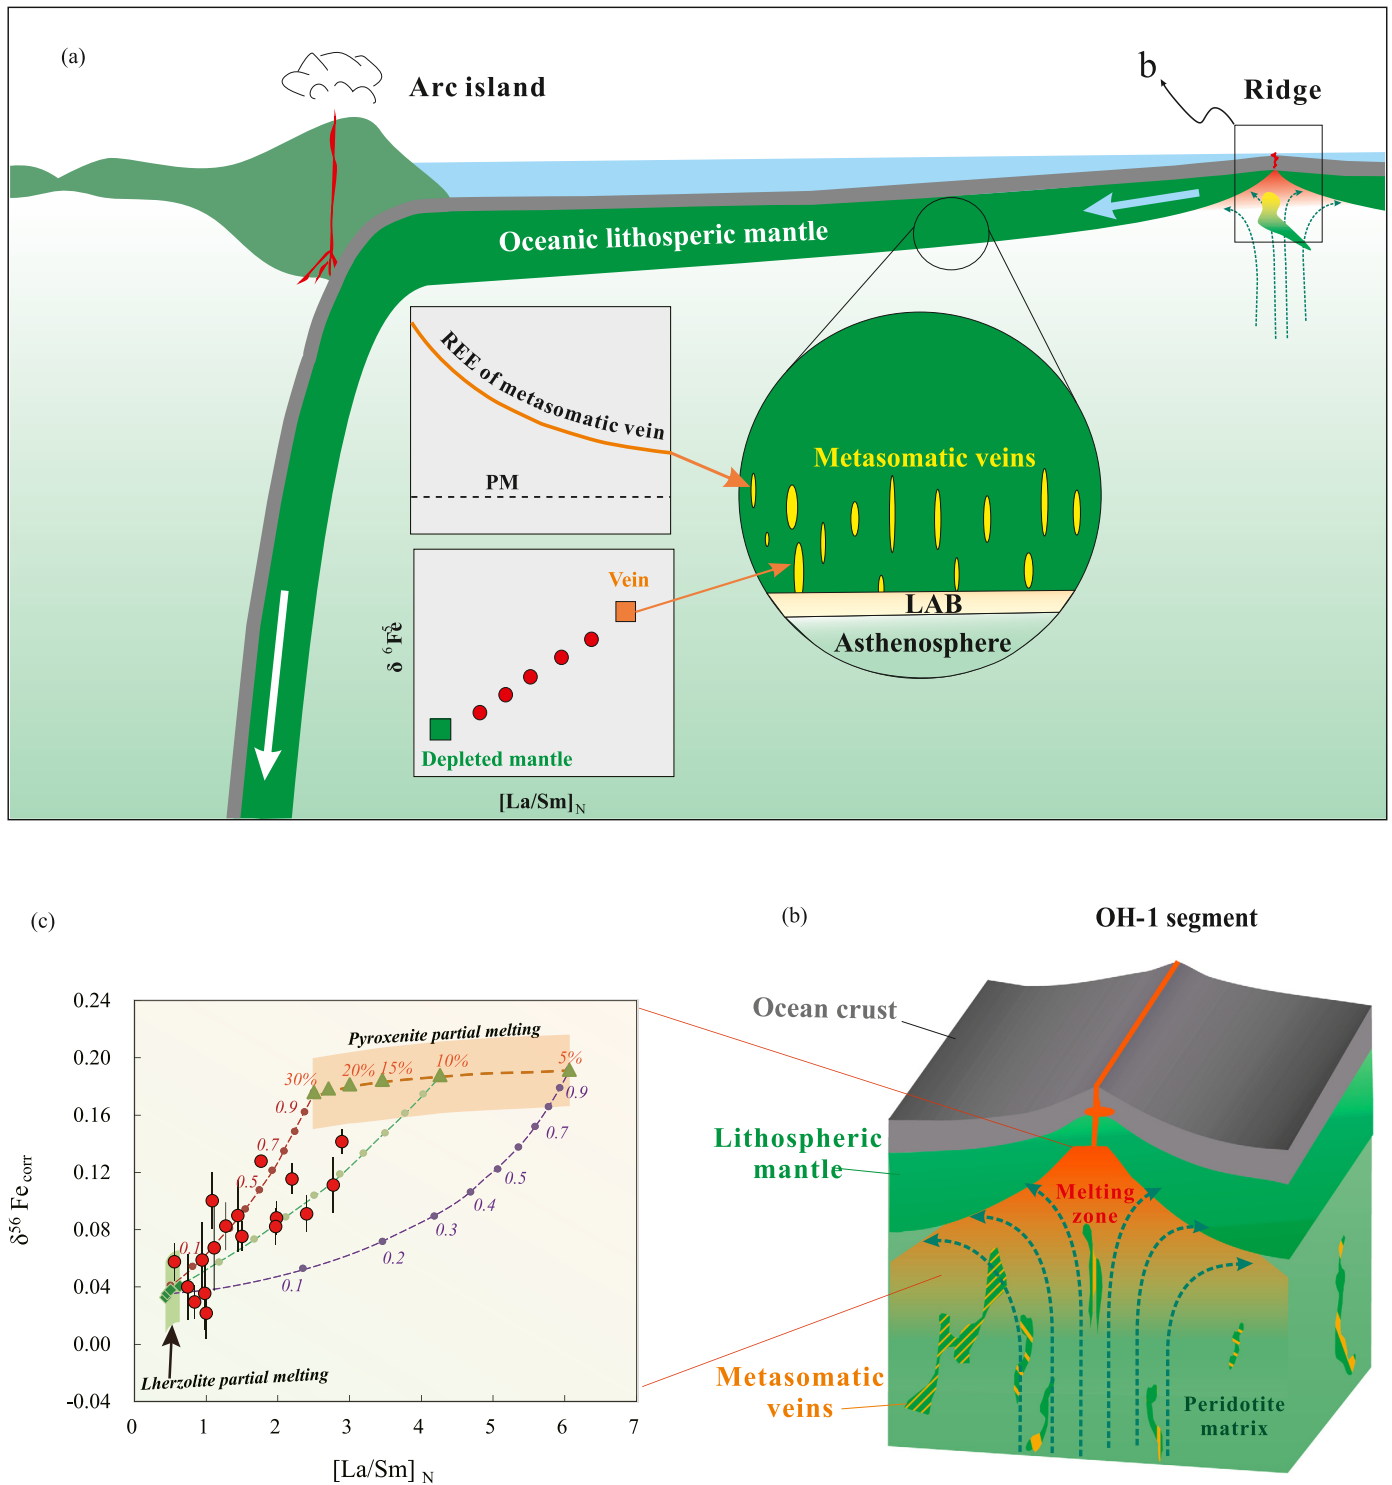 (a)
Arc island
b
Ridge
Oceanic lithosperic mantle
REE of metasomatic vein
PM
Metasomatic veins
LAB
Asthenosphere
Vein
Depleted mantle
δ 6Fe5
[La/Sm]N
(c)
(b)
OH-1 segment
Ocean crust
Lithospheric
mantle
Melting
zone
Metasomatic
veins
Peridotite
matrix
0.24
0.20
0.16
0.12
0.08
0.04
0.00
-0.04
δ56Fecorr
Pyroxenite partial melting
30%
20%
15%
10%
5%
0.9
0.7
0.5
0.1
0.9
0.7
0.5
0.4
0.3
0.2
0.1
Lherzolite partial melting
0
1
2
3
4
5
6
7
[La/Sm] N